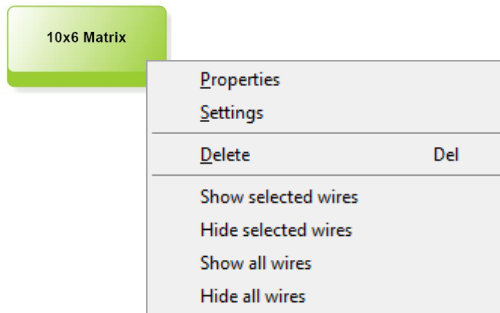 10x6 Matrix
Properties
Settings
Delete Del
Show selected wires
Hide selected wires
Show all wires
Hide all wires